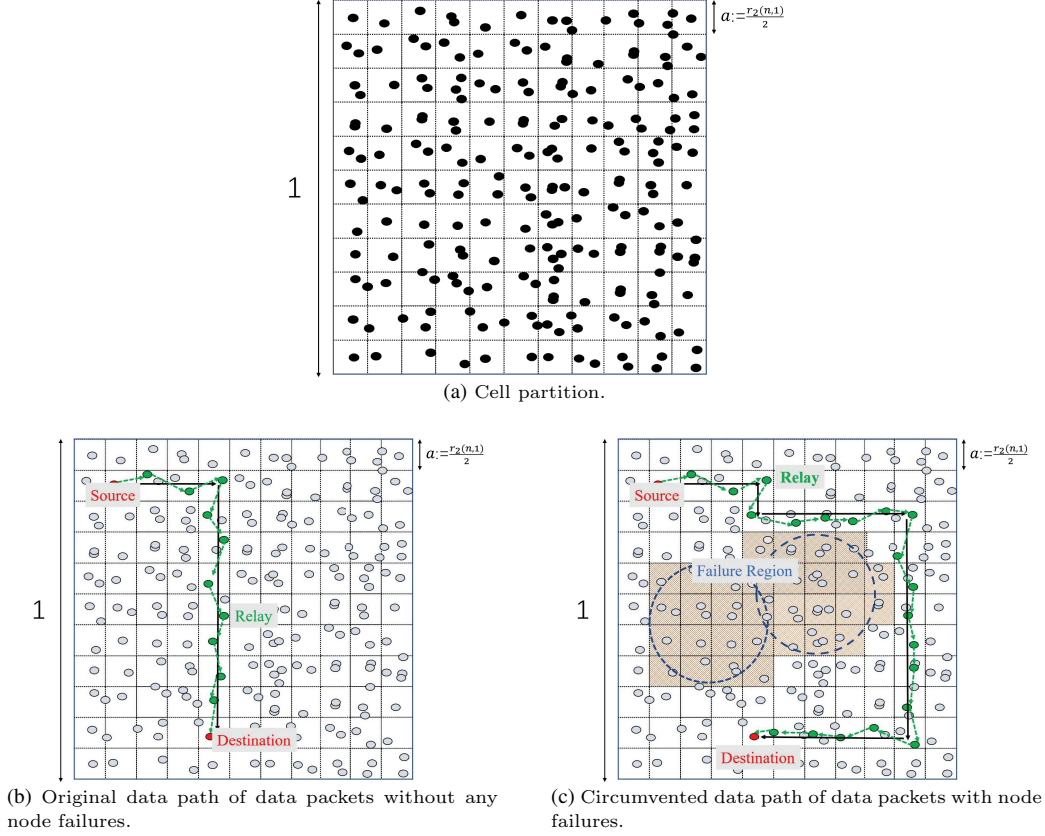 a:=r₂(n,1)/2
1
(a) Cell partition.
a:=r₂(n,1)/2
Source
1
Relay
Destination
(b) Original data path of data packets without any
node failures.
a:=r₂(n,1)/2
Source
Relay
Failure Region
1
Destination
(c) Circumvented data path of data packets with node
failures.